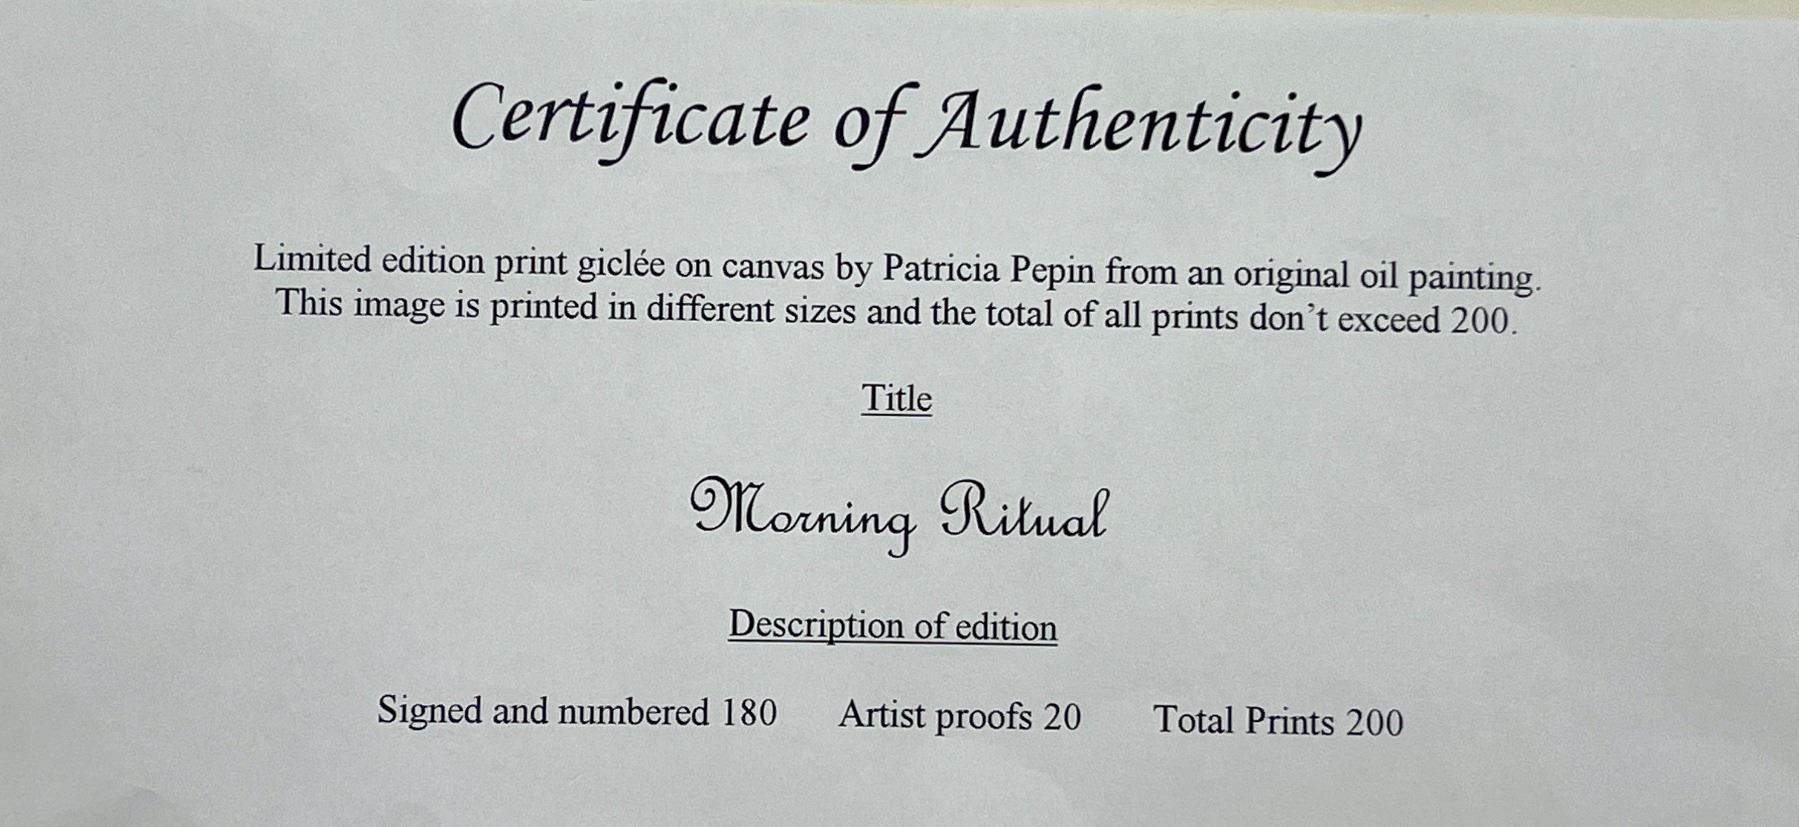 Certificate of Authenticity
Limited edition print giclée on canvas by Patricia Pepin from an original oil painting.
This image is printed in different sizes and the total of all prints don’t exceed 200.
Title
Morning Ritual
Description of edition
Signed and numbered 180 Artist proofs 20 Total Prints 200